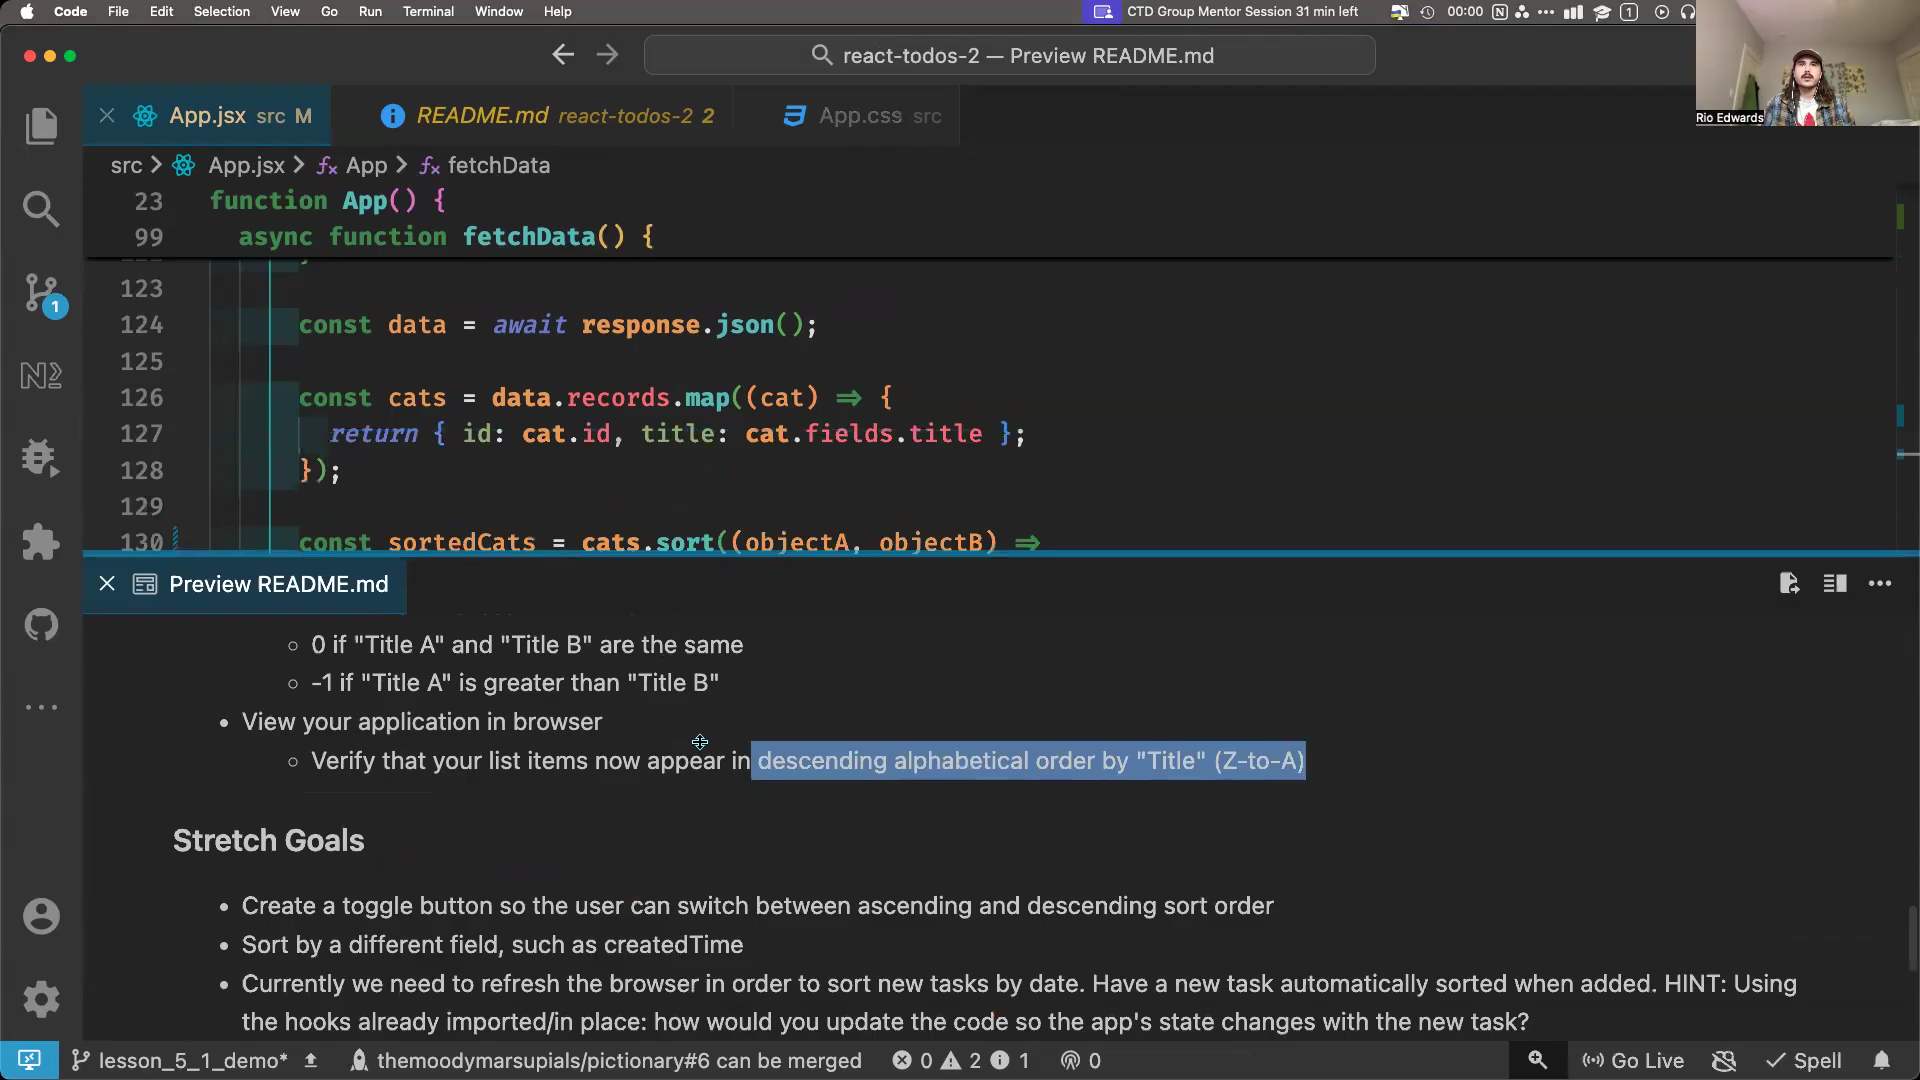 Code File Edit Selection View Go Run Terminal Window Help CTD Group Mentor Session 31 min left 00:00 1
react-todos-2 — Preview README.md
Rio Edwards
App.jsx src M README.md react-todos-2 2 App.css src
src > App.jsx > App > fetchData
23 function App() {
99 async function fetchData() {
123
124 const data = await response.json();
125
126 const cats = data.records.map((cat) ⇒ {
127 return { id: cat.id, title: cat.fields.title };
128 });
129
130 const sortedCats = cats.sort((objectA, objectB) ⇒
1
Preview README.md
◦ 0 if "Title A" and "Title B" are the same
◦ -1 if "Title A" is greater than "Title B"
• View your application in browser
◦ Verify that your list items now appear in descending alphabetical order by "Title" (Z-to-A)
Stretch Goals
• Create a toggle button so the user can switch between ascending and descending sort order
• Sort by a different field, such as createdTime
• Currently we need to refresh the browser in order to sort new tasks by date. Have a new task automatically sorted when added. HINT: Using
the hooks already imported/in place: how would you update the code so the app's state changes with the new task?
lesson_5_1_demo* themoodymarsupials/pictionary#6 can be merged 0 2 1 0 Go Live Spell